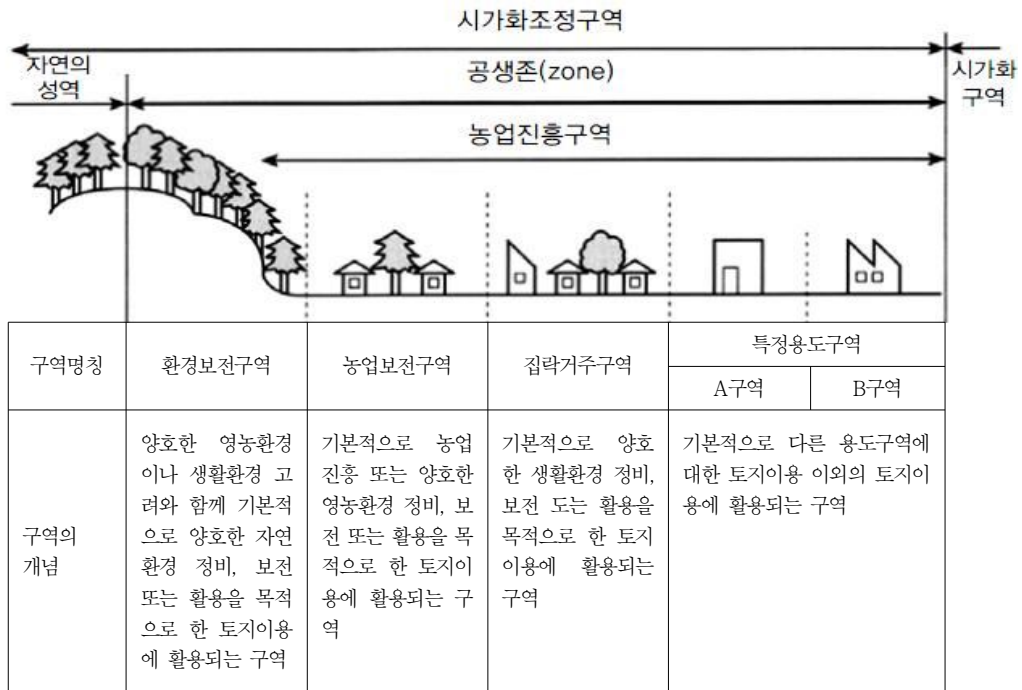 시가화조정구역
자연의
성역
공생존(zone)
시가화
구역
농업진흥구역
구역명칭
환경보전구역
농업보전구역
집락거주구역
특정용도구역
A구역
B구역
구역의
개념
양호한 영농환경
이나 생활환경 고
려와 함께 기본적
으로 양호한 자연
환경 정비, 보전
또는 활용을 목적
으로 한 토지이용
에 활용되는 구역
기본적으로 농업
진흥 또는 양호한
영농환경 정비, 보
전 또는 활용을 목
적으로 한 토지이
용에 활용되는 구
역
기본적으로 양호
한 생활환경 정비,
보전 도는 활용을
목적으로 한 토지
이용에 활용되는
구역
기본적으로 다른 용도구역에
대한 토지이용 이외의 토지이
용에 활용되는 구역